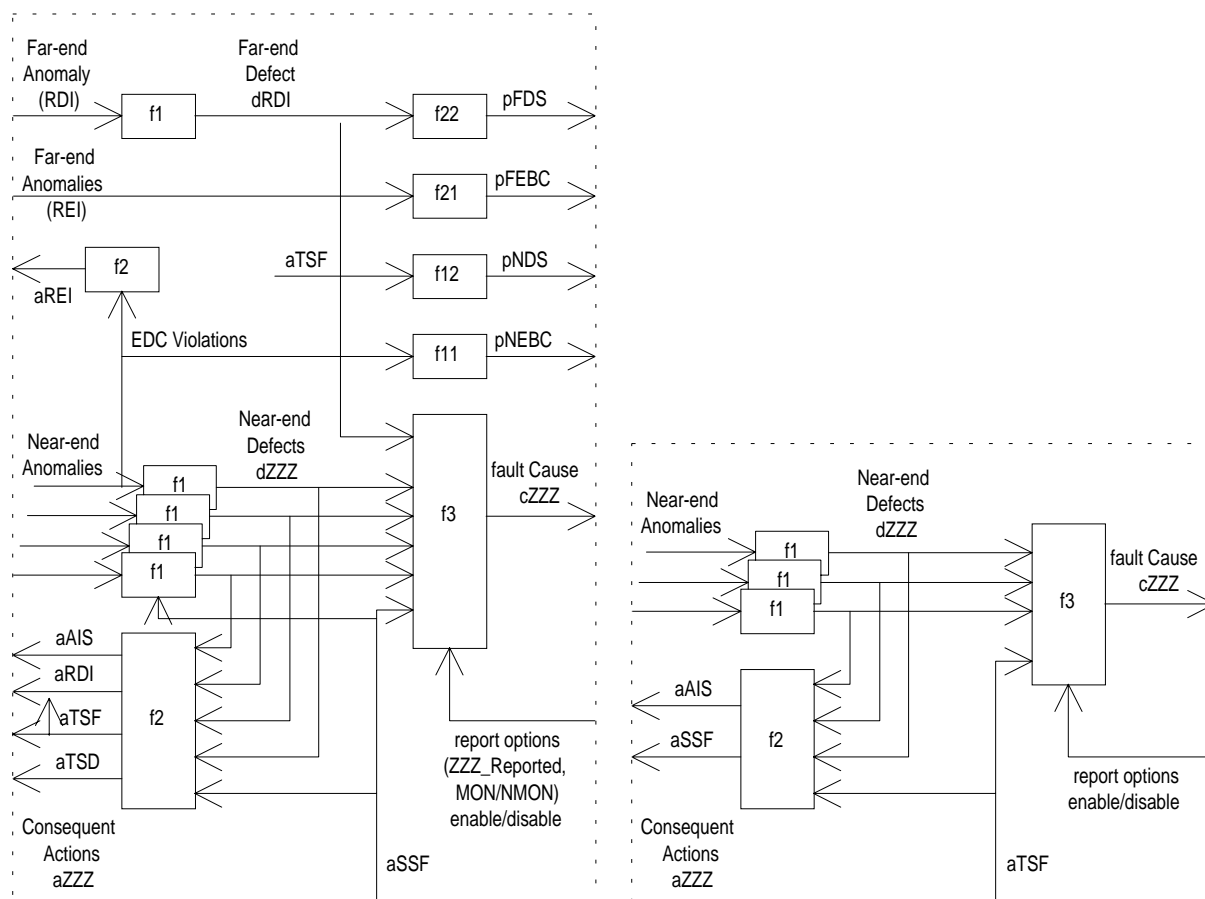 Far-end
Anomaly
(RDI)
f1
Far-end
Defect
dRDI
f22
pFDS
Far-end
Anomalies
(REI)
f21
pFEBC
f2
aREI
aTSF
f12
pNDS
EDC Violations
f11
pNEBC
Near-end
Anomalies
f1
f1
f1
f1
Near-end
Defects
dZZZ
f3
fault Cause
cZZZ
aAIS
aRDI
aTSF
aTSD
f2
report options
(ZZZ_Reported,
MON/NMON)
enable/disable
Consequent
Actions
aZZZ
aSSF
Near-end
Anomalies
f1
f1
f1
Near-end
Defects
dZZZ
f3
fault Cause
cZZZ
aAIS
aSSF
f2
report options
enable/disable
Consequent
Actions
aZZZ
aTSF